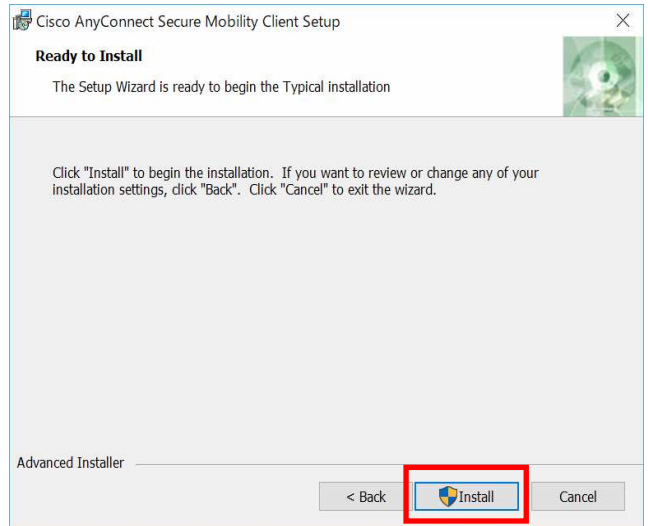 Cisco AnyConnect Secure Mobility Client Setup
Ready to Install
The Setup Wizard is ready to begin the Typical installation
Click "Install" to begin the installation. If you want to review or change any of your
installation settings, click "Back". Click "Cancel" to exit the wizard.
Advanced Installer
< Back
Install
Cancel